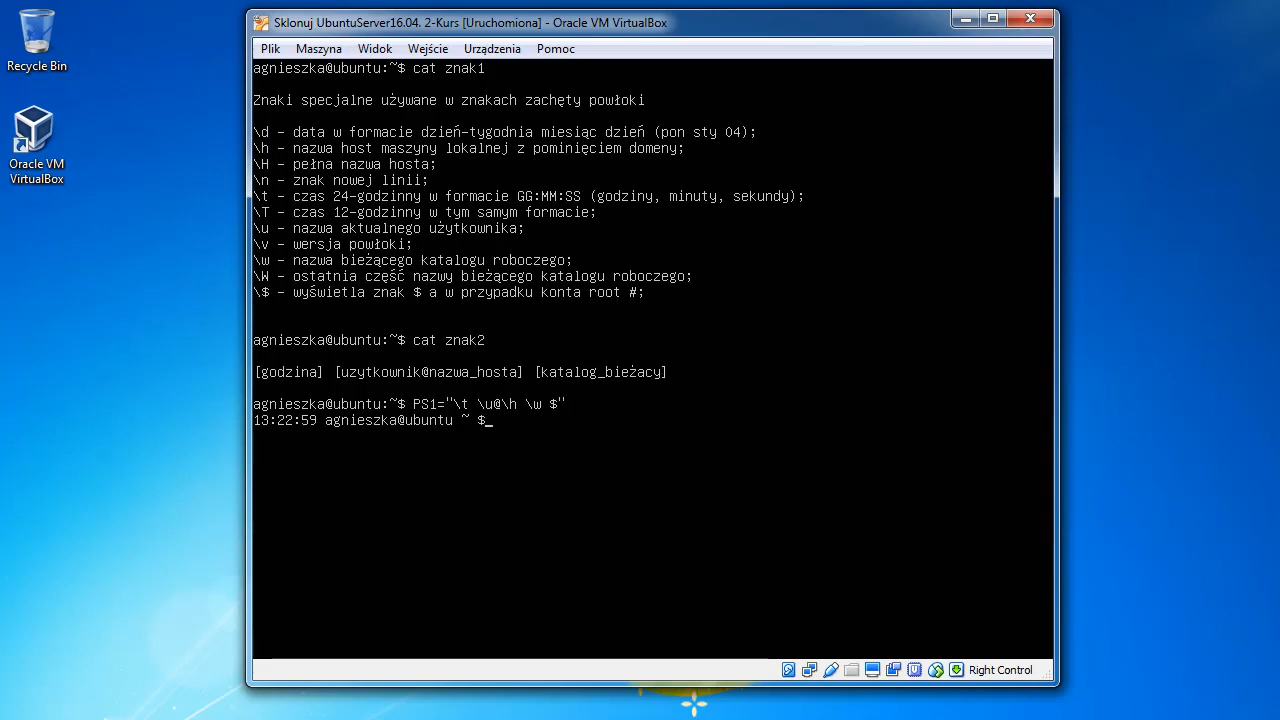 Recycle Bin
Oracle VM
VirtualBox
Sklonuj UbuntuServer16.04. 2-Kurs [Uruchomiona] - Oracle VM VirtualBox
Plik Maszyna Widok Wejście Urządzenia Pomoc
agnieszka@ubuntu:~$ cat znak1
Znaki specjalne używane w znakach zachęty powłoki
\d - data w formacie dzień-tygodnia miesiąc dzień (pon sty 04);
\h - nazwa host maszyny lokalnej z pominięciem domeny;
\H - pełna nazwa hosta;
\n - znak nowej linii;
\t - czas 24-godzinny w formacie GG:MM:SS (godziny, minuty, sekundy);
\T - czas 12-godzinny w tym samym formacie;
\u - nazwa aktualnego użytkownika;
\v - wersja powłoki;
\w - nazwa bieżącego katalogu roboczego;
\W - ostatnia część nazwy bieżącego katalogu roboczego;
\$ - wyświetla znak $ a w przypadku konta root #;
agnieszka@ubuntu:~$ cat znak2
[godzina] [uzytkownik@nazwa_hosta] [katalog_bieżacy]
agnieszka@ubuntu:~$ PS1="\t \u@\h \w $"
13:22:59 agnieszka@ubuntu ~ $_
Right Control